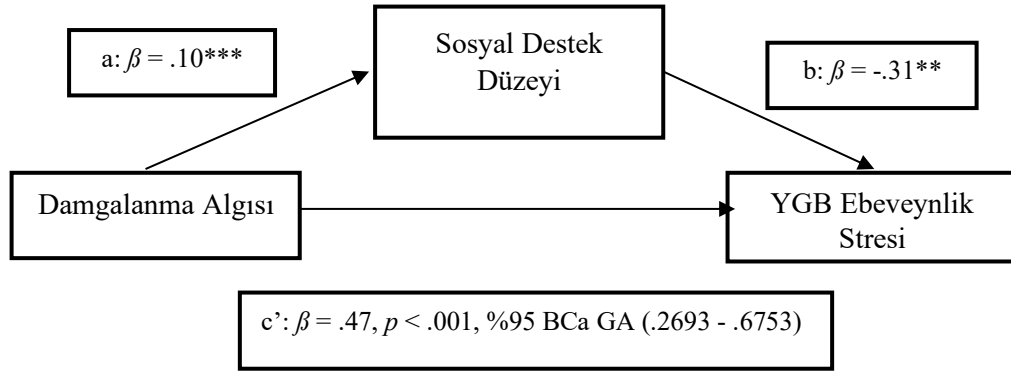 a: β = .10***
Sosyal Destek
Düzeyi
b: β = -.31**
Damgalanma Algısı
YGB Ebeveynlik
Stresi
c’: β = .47, p < .001, %95 BCa GA (.2693 - .6753)